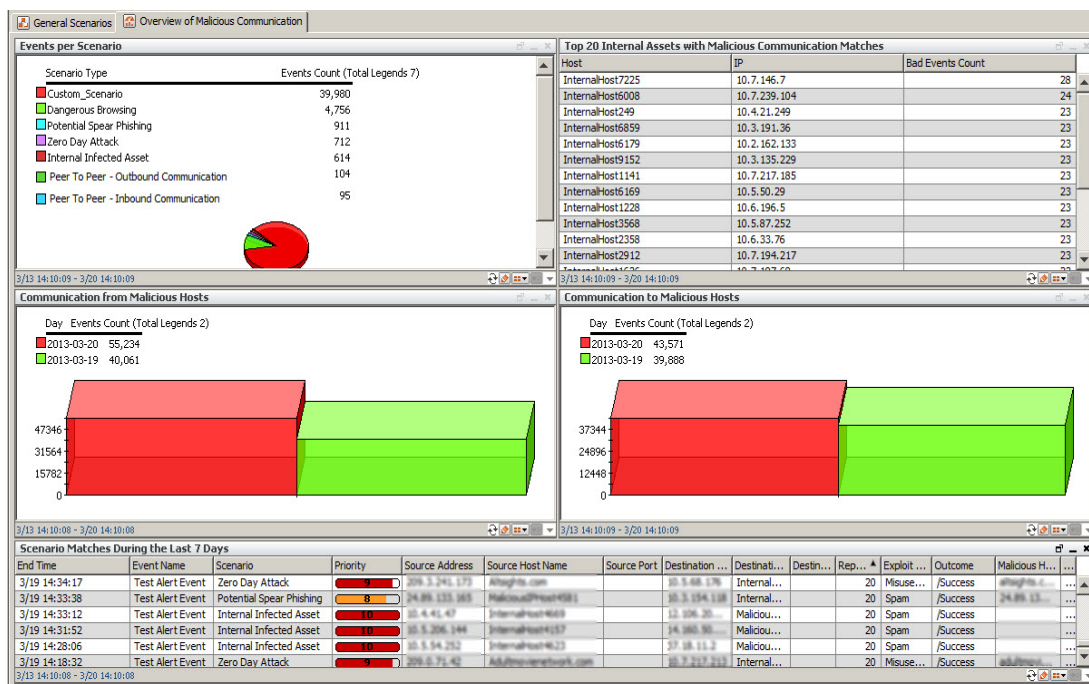 General Scenarios Overview of Malicious Communication
Events per Scenario
Scenario Type Events Count (Total Legends 7)
Custom_Scenario 39,980
Dangerous Browsing 4,756
Potential Spear Phishing 911
Zero Day Attack 712
Internal Infected Asset 614
Peer To Peer - Outbound Communication 104
Peer To Peer - Inbound Communication 95
3/13 14:10:09 - 3/20 14:10:09
Top 20 Internal Assets with Malicious Communication Matches
Host IP Bad Events Count
InternalHost7225 10.7.146.7 28
InternalHost6008 10.7.239.104 24
InternalHost249 10.4.21.249 23
InternalHost6859 10.3.191.36 23
InternalHost6179 10.2.162.133 23
InternalHost9152 10.3.135.229 23
InternalHost1141 10.7.217.185 23
InternalHost6169 10.5.50.29 23
InternalHost1228 10.6.196.5 23
InternalHost3568 10.5.87.252 23
InternalHost2358 10.6.33.76 23
InternalHost2912 10.7.194.217 23
3/13 14:10:09 - 3/20 14:10:09
Communication from Malicious Hosts
Day Events Count (Total Legends 2)
2013-03-20 55,234
2013-03-19 40,061
47346
31564
15782
0
3/13 14:10:08 - 3/20 14:10:08
Communication to Malicious Hosts
Day Events Count (Total Legends 2)
2013-03-20 43,571
2013-03-19 39,888
37344
24896
12448
0
3/13 14:10:09 - 3/20 14:10:09
Scenario Matches During the Last 7 Days
End Time Event Name Scenario Priority Source Address Source Host Name Source Port Destination ... Destinati... Destin... Rep... Exploit ... Outcome Malicious H... ...
3/19 14:34:17 Test Alert Event Zero Day Attack 9 Internal... 20 Misuse... /Success ...
3/19 14:33:38 Test Alert Event Potential Spear Phishing 8 Internal... 20 Spam /Success ...
3/19 14:33:12 Test Alert Event Internal Infected Asset 10 Maliciou... 20 Spam /Success ...
3/19 14:31:52 Test Alert Event Internal Infected Asset 10 Maliciou... 20 Spam /Success ...
3/19 14:28:06 Test Alert Event Internal Infected Asset 10 Maliciou... 20 Spam /Success ...
3/19 14:18:32 Test Alert Event Zero Day Attack 9 Internal... 20 Misuse... /Success ...
3/13 14:10:08 - 3/20 14:10:08